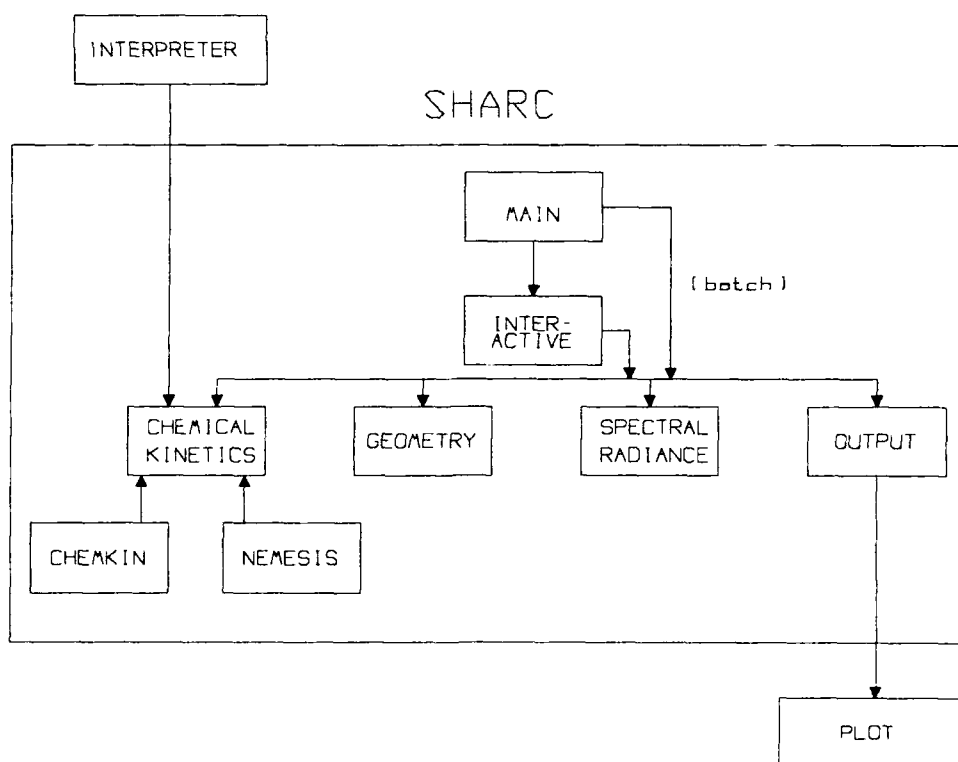 INTERPRETER
SHARC
MAIN
(batch)
INTER-
ACTIVE
CHEMICAL
KINETICS
GEOMETRY
SPECTRAL
RADIANCE
OUTPUT
CHEMKIN
NEMESIS
PLOT